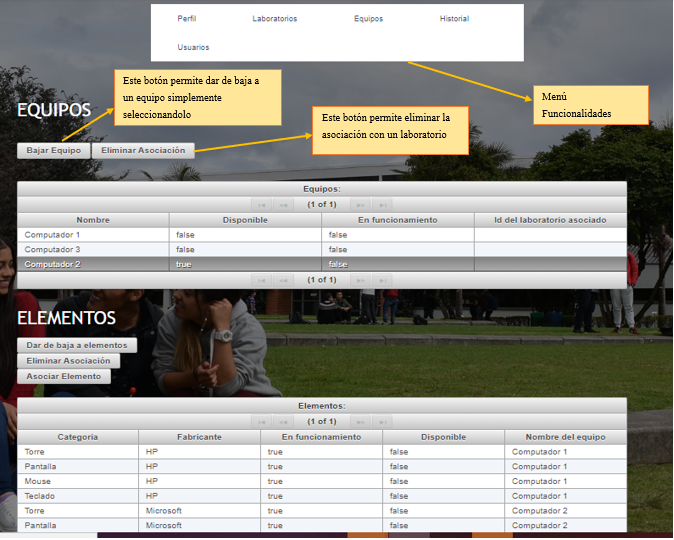 Perfil Laboratorios Equipos Historial
Usuarios
Este botón permite dar de baja a
un equipo simplemente
seleccionandolo
Menú
Funcionalidades
EQUIPOS
Este botón permite eliminar la
asociación con un laboratorio
Bajar Equipo Eliminar Asociación
Equipos:
(1 of 1)
Nombre Disponible En funcionamiento Id del laboratorio asociado
Computador 1 false false
Computador 3 false false
Computador 2 true false
(1 of 1)
ELEMENTOS
Dar de baja a elementos
Eliminar Asociación
Asociar Elemento
Elementos:
(1 of 1)
Categoria Fabricante En funcionamiento Disponible Nombre del equipo
Torre HP true false Computador 1
Pantalla HP true false Computador 1
Mouse HP true false Computador 1
Teclado HP true false Computador 1
Torre Microsoft true false Computador 2
Pantalla Microsoft true false Computador 2